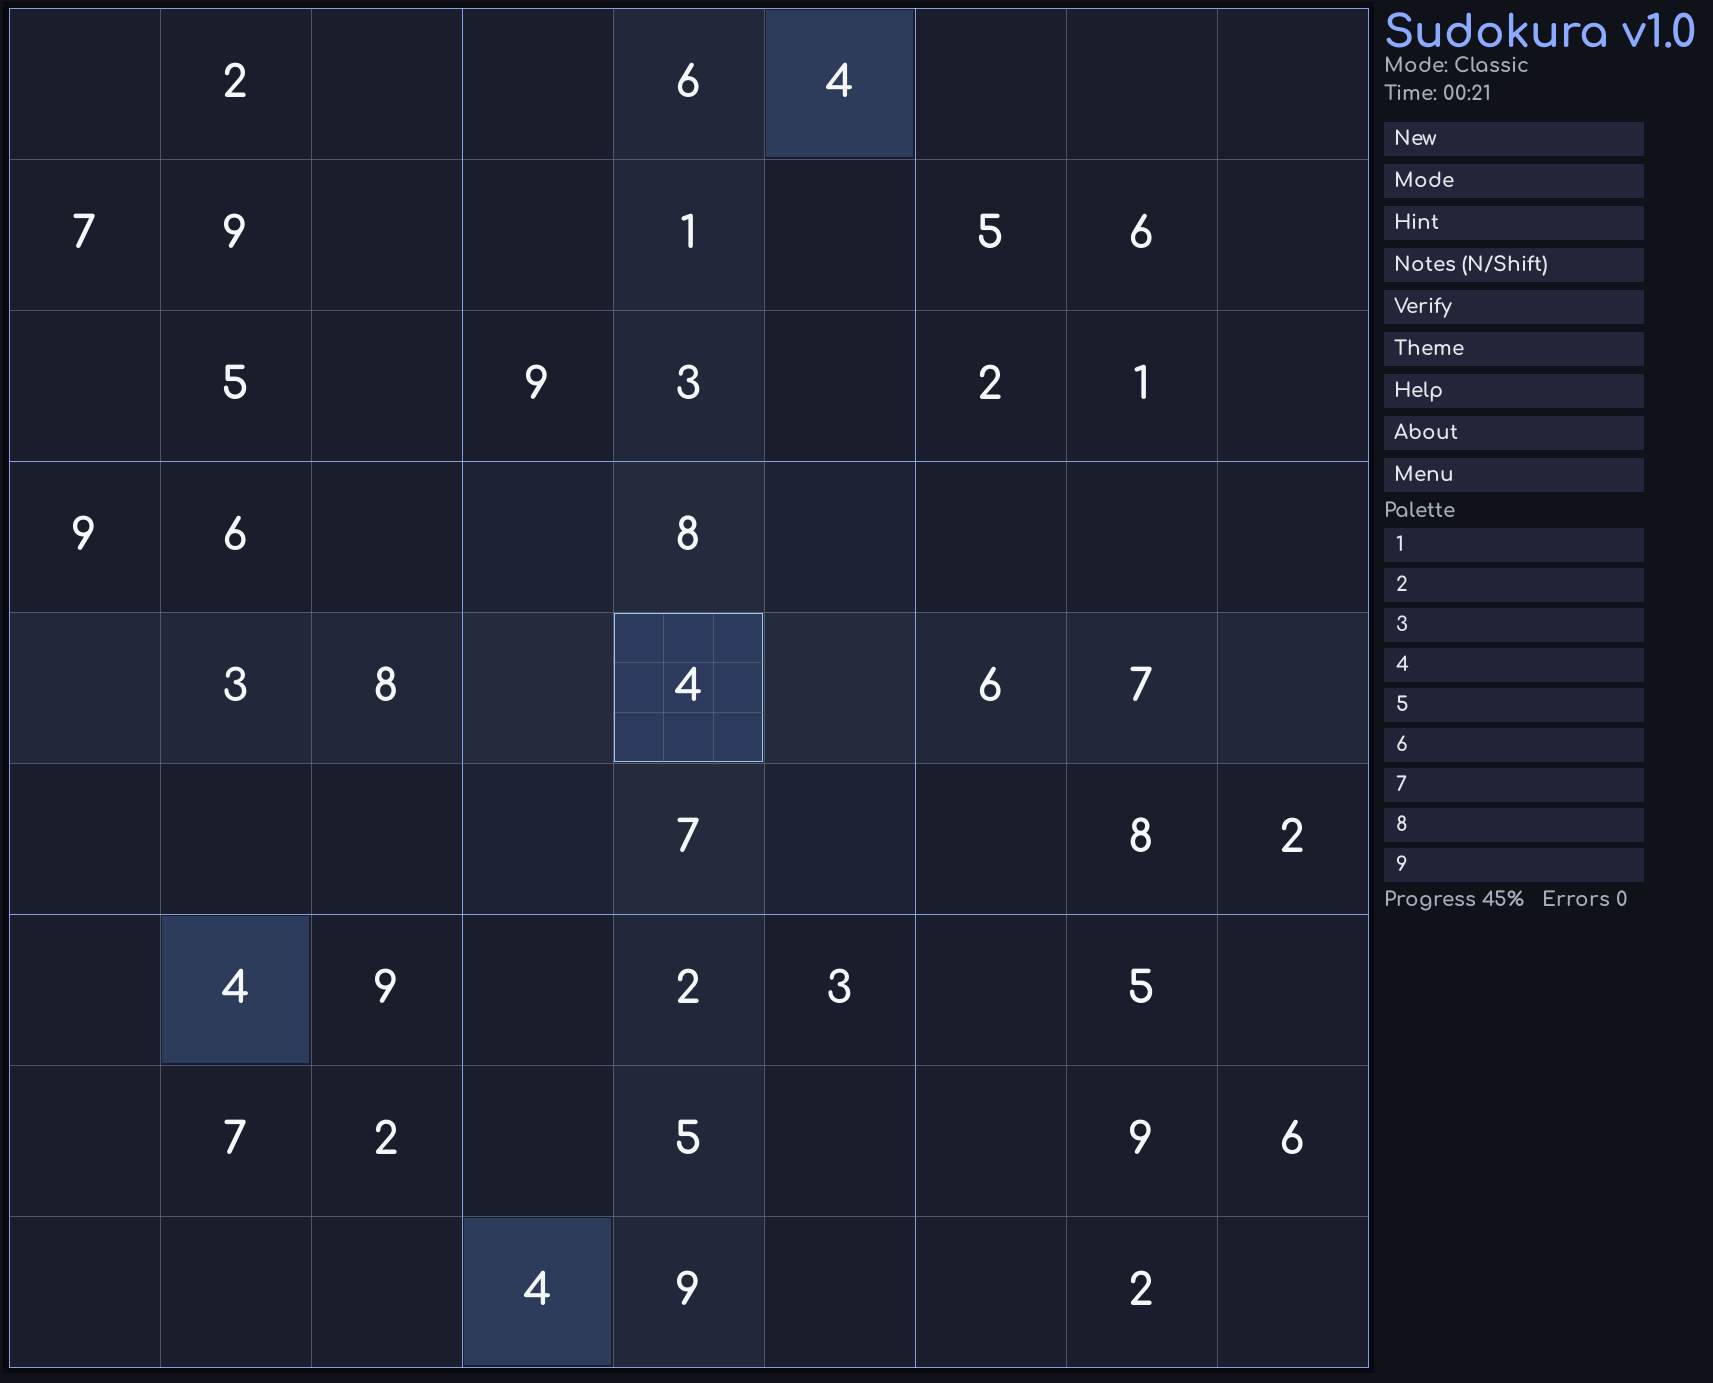 Sudokura v1.0
Mode: Classic
Time: 00:21
New
Mode
Hint
Notes (N/Shift)
Verify
Theme
Help
About
Menu
Palette
1
2
3
4
5
6
7
8
9
Progress 45% Errors 0
2 6 4
7 9 1 5 6
5 9 3 2 1
9 6 8
3 8 4 6 7
7 8 2
4 9 2 3 5
7 2 5 9 6
4 9 2